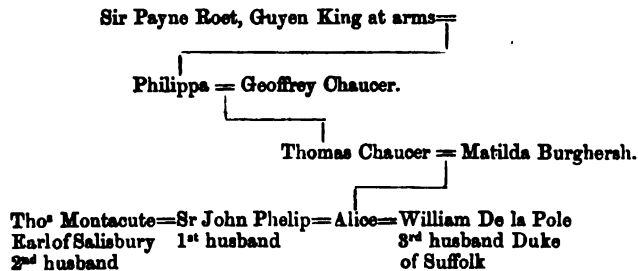 Sir Payne Roet, Guyen King at arms=
Philippa = Geoffrey Chaucer.
Thomas Chaucer = Matilda Burghersh.
Thos Montacute=Sr John Phelip=Alice=William De la Pole
Earl of Salisbury 1st husband 3rd husband Duke
2nd husband of Suffolk